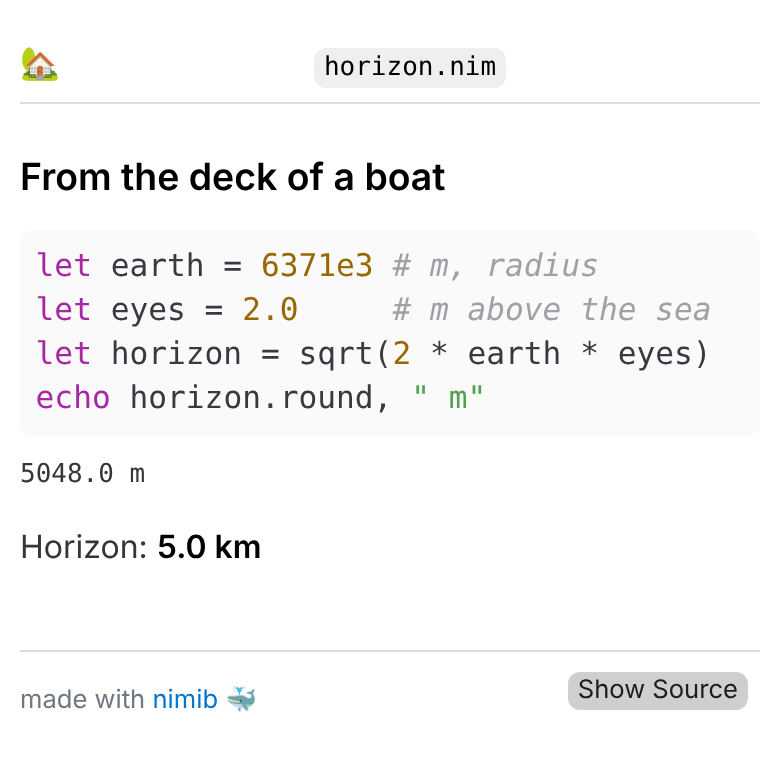 horizon.nim
From the deck of a boat
let earth = 6371e3 # m, radius
let eyes = 2.0     # m above the sea
let horizon = sqrt(2 * earth * eyes)
echo horizon.round, " m"
5048.0 m
Horizon: 5.0 km
made with nimib 🐳
Show Source